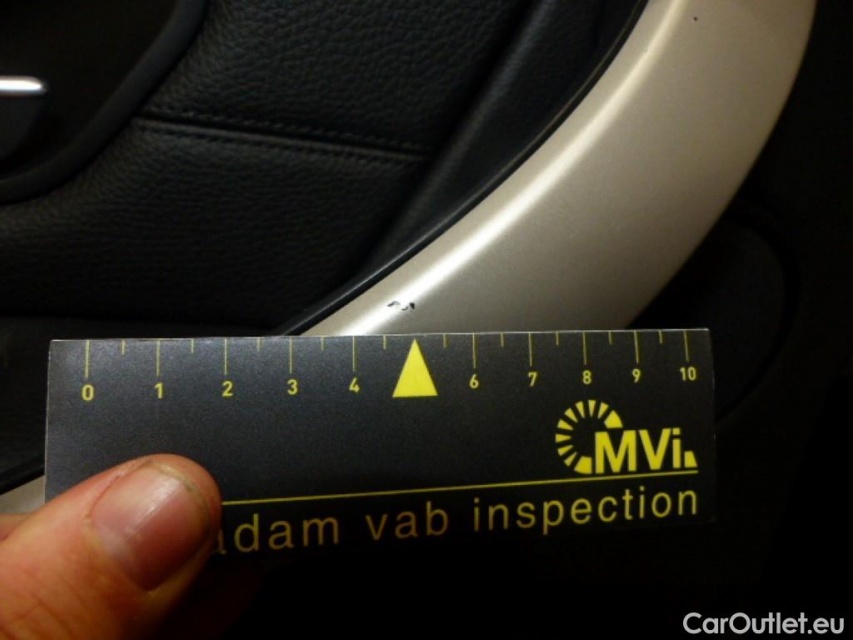 0 1 2 3 4 6 7 8 9 10
MVi
adam vab inspection
CarOutlet.eu